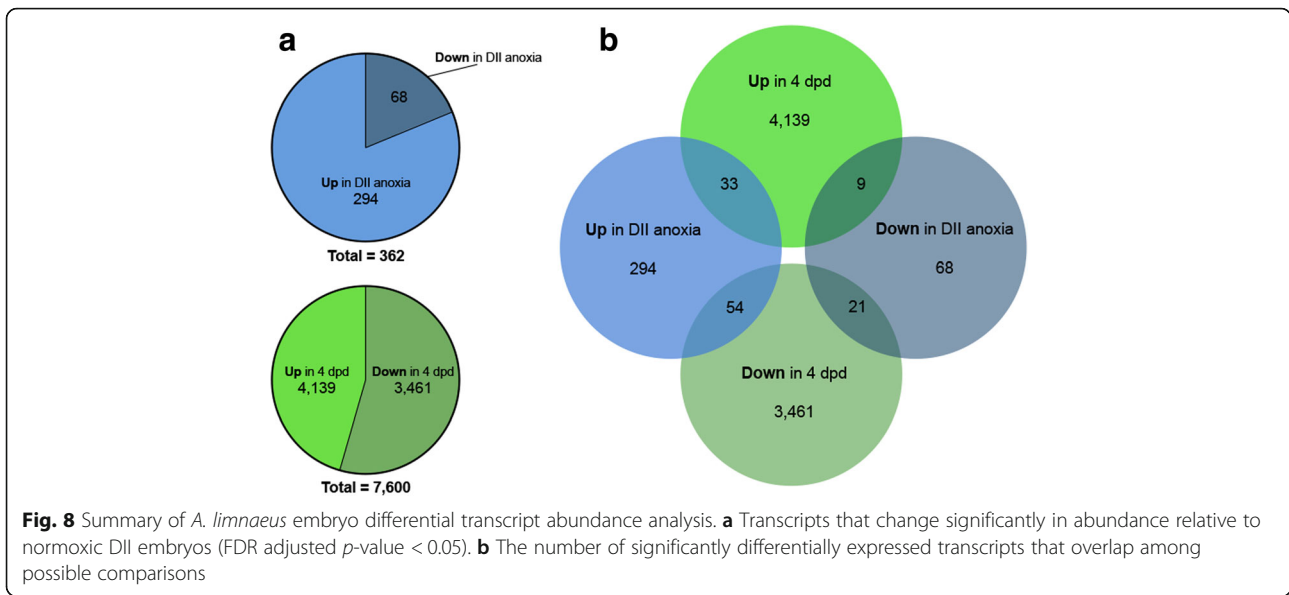 a
Down in DII anoxia
68
Up in DII anoxia
294
Total = 362
Up in 4 dpd
4,139
Down in 4 dpd
3,461
Total = 7,600
b
Up in 4 dpd
4,139
33
9
Up in DII anoxia
294
Down in DII anoxia
68
54
21
Down in 4 dpd
3,461
Fig. 8 Summary of A. limnaeus embryo differential transcript abundance analysis. a Transcripts that change significantly in abundance relative to
normoxic DII embryos (FDR adjusted p-value < 0.05). b The number of significantly differentially expressed transcripts that overlap among
possible comparisons